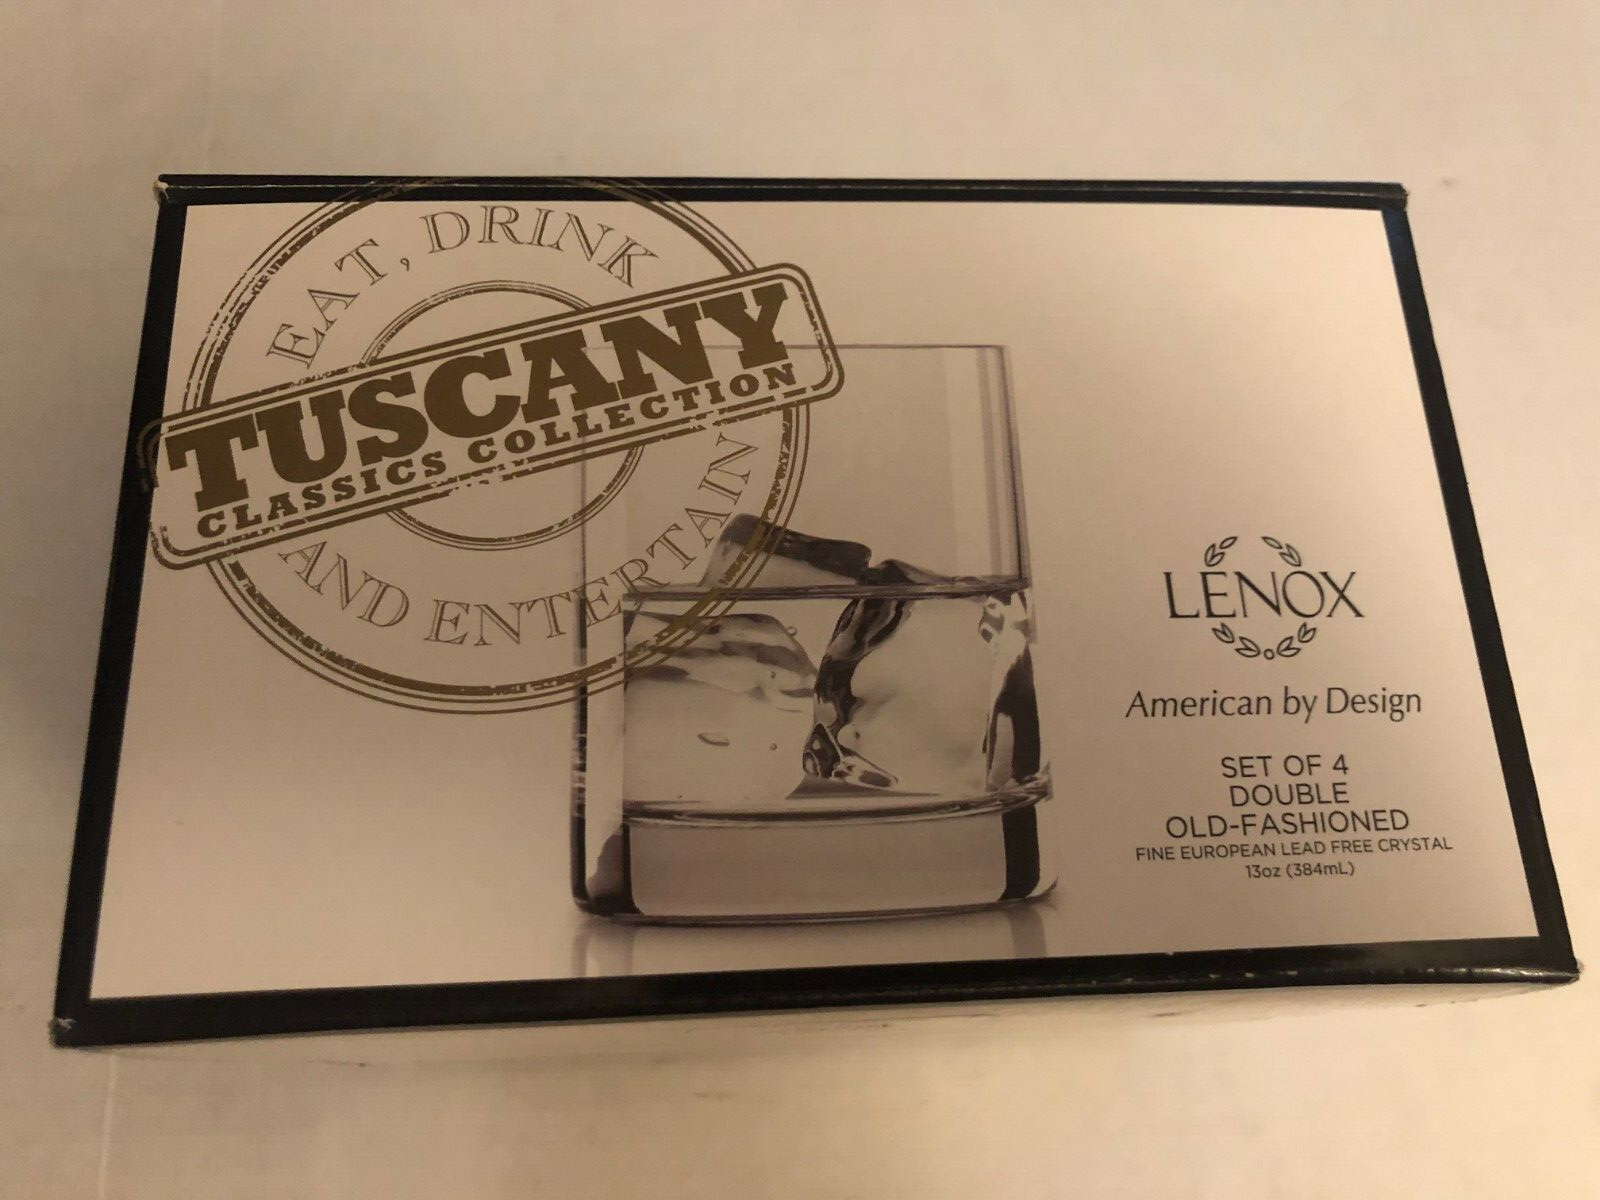 EAT, DRINK
TUSCANY
CLASSICS COLLECTION
AND ENTERTAIN
LENOX
American by Design
SET OF 4
DOUBLE
OLD-FASHIONED
FINE EUROPEAN LEAD FREE CRYSTAL
13oz (384mL)